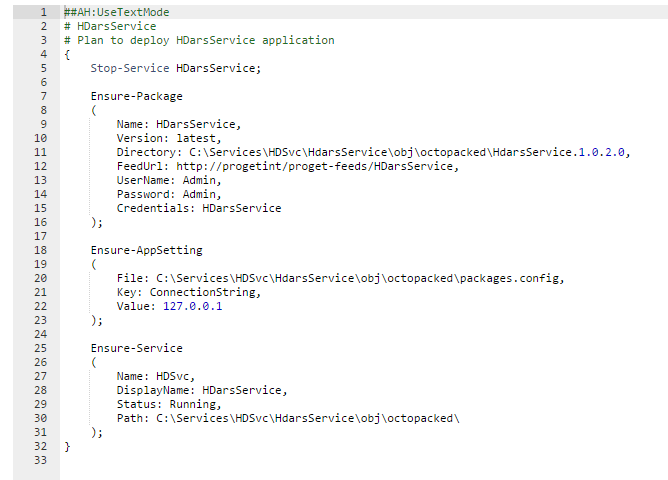 1 ##AH:UseTextMode
2 # HDarsService
3 # Plan to deploy HDarsService application
4 {
5 Stop-Service HDarsService;
6
7 Ensure-Package
8 (
9 Name: HDarsService,
10 Version: latest,
11 Directory: C:\Services\HDSvc\HdarsService\obj\octopacked\HdarsService.1.0.2.0,
12 FeedUrl: http://progetint/proget-feeds/HDarsService,
13 UserName: Admin,
14 Password: Admin,
15 Credentials: HDarsService
16 );
17
18 Ensure-AppSetting
19 (
20 File: C:\Services\HDSvc\HdarsService\obj\octopacked\packages.config,
21 Key: ConnectionString,
22 Value: 127.0.0.1
23 );
24
25 Ensure-Service
26 (
27 Name: HDSvc,
28 DisplayName: HDarsService,
29 Status: Running,
30 Path: C:\Services\HDSvc\HdarsService\obj\octopacked\
31 );
32 }
33